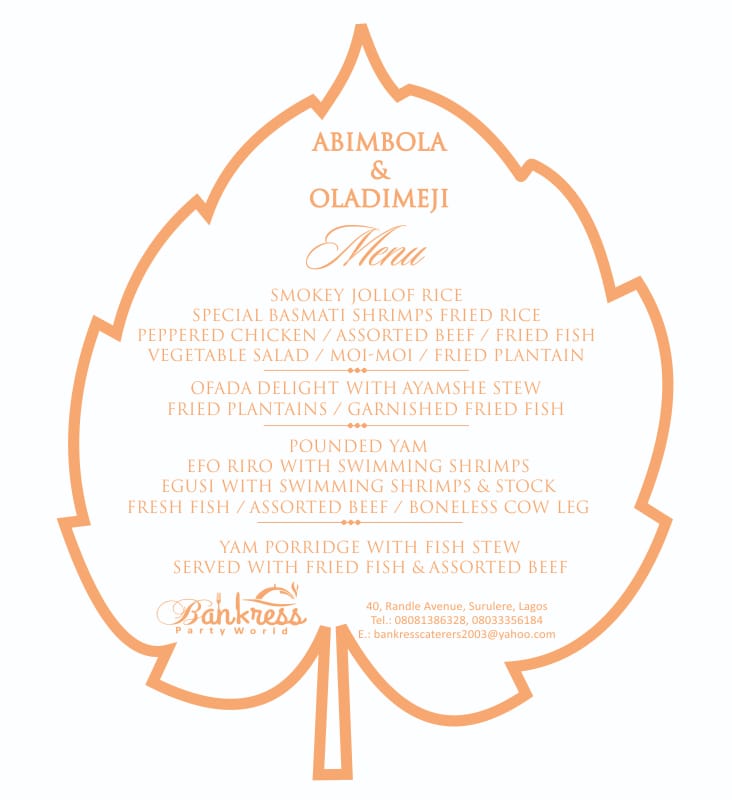 ABIMBOLA
&
OLADIMEJI
Menu
SMOKEY JOLLOF RICE
SPECIAL BASMATI SHRIMPS FRIED RICE
PEPPERED CHICKEN / ASSORTED BEEF / FRIED FISH
VEGETABLE SALAD / MOI-MOI / FRIED PLANTAIN
OFADA DELIGHT WITH AYAMSHE STEW
FRIED PLANTAINS / GARNISHED FRIED FISH
POUNDED YAM
EFO RIRO WITH SWIMMING SHRIMPS
EGUSI WITH SWIMMING SHRIMPS & STOCK
FRESH FISH / ASSORTED BEEF / BONELESS COW LEG
YAM PORRIDGE WITH FISH STEW
SERVED WITH FRIED FISH & ASSORTED BEEF
Bankress
Party World
40, Randle Avenue, Surulere, Lagos
Tel.: 08081386328, 08033356184
E.: bankresscaterers2003@yahoo.com